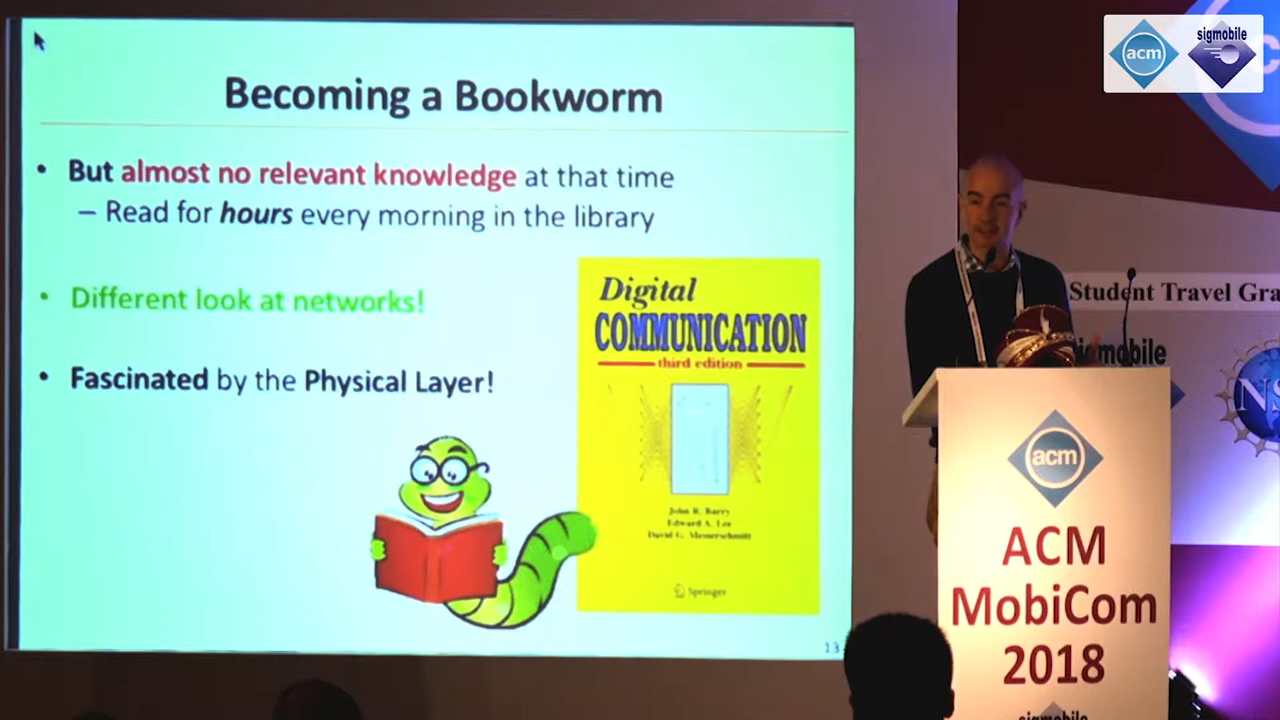 Becoming a Bookworm
• But almost no relevant knowledge at that time
– Read for hours every morning in the library
• Different look at networks!
• Fascinated by the Physical Layer!
Digital
COMMUNICATION
third edition
John R. Barry
Edward A. Lee
David G. Messerschmitt
Springer
13
acm
sigmobile
Student Travel Gra
sigmobile
NS
acm
ACM
MobiCom
2018
sigmobile